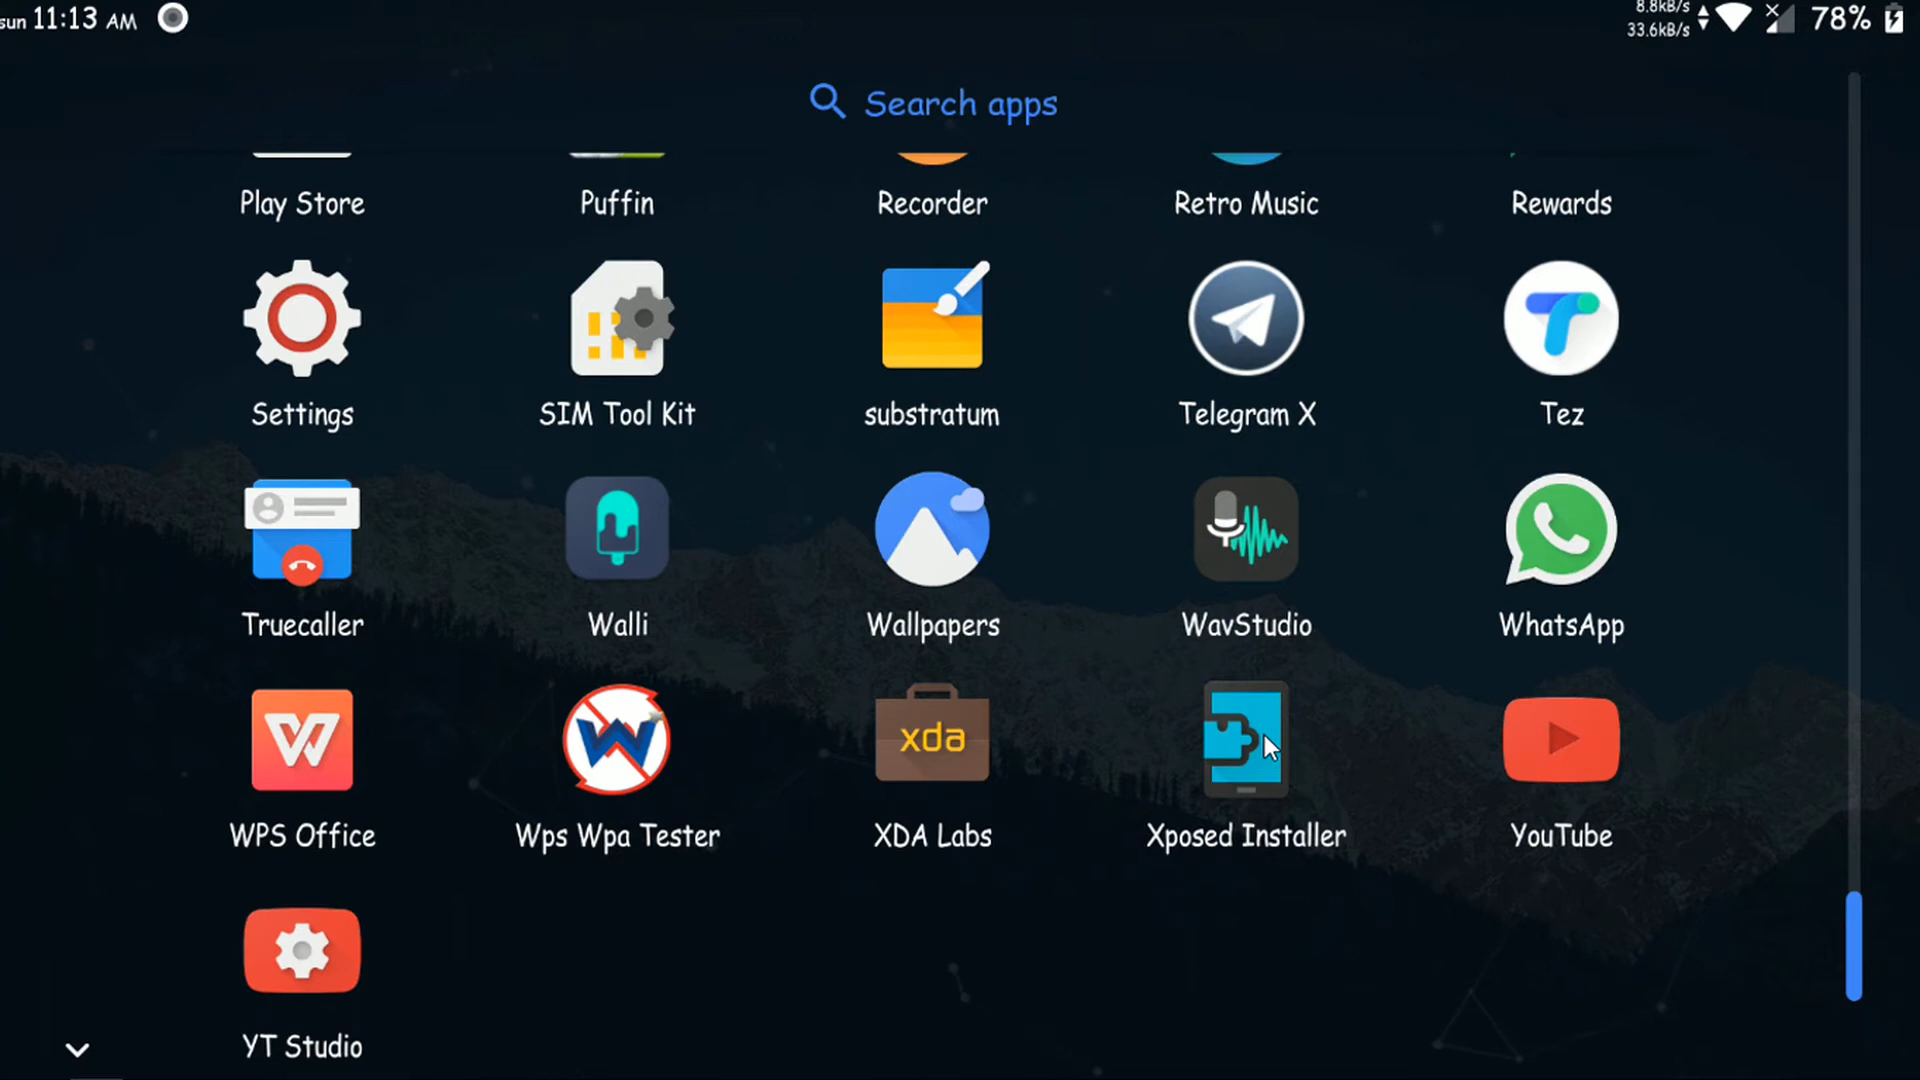 sun 11:13 AM
8.8kB/s
33.6kB/s
78%
Search apps
Play Store
Puffin
Recorder
Retro Music
Rewards
Settings
SIM Tool Kit
substratum
Telegram X
Tez
Truecaller
Walli
Wallpapers
WavStudio
WhatsApp
xda
WPS Office
Wps Wpa Tester
XDA Labs
Xposed Installer
YouTube
YT Studio